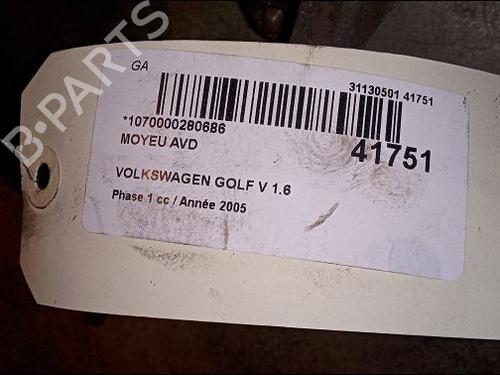 B-PARTS
GA
31130501 41751
*1070000280686
41751
MOYEU AVD
VOLKSWAGEN GOLF V 1.6
Phase 1 cc / Année 2005